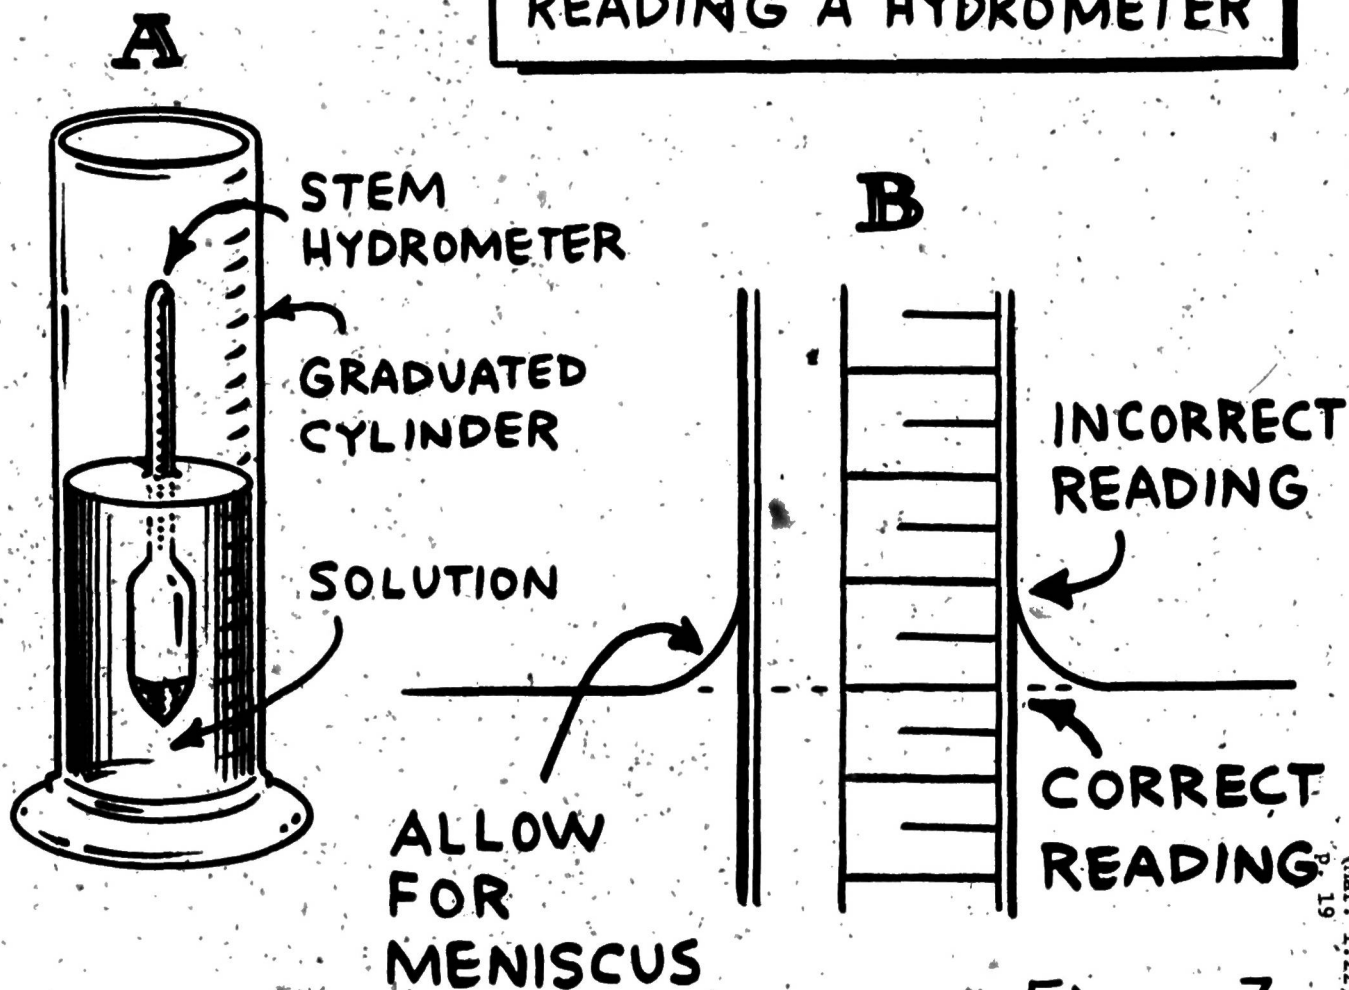 READING A HYDROMETER
A
STEM
HYDROMETER
GRADUATED
CYLINDER
SOLUTION
B
INCORRECT
READING
CORRECT
READING
ALLOW
FOR
MENISCUS
p. 19